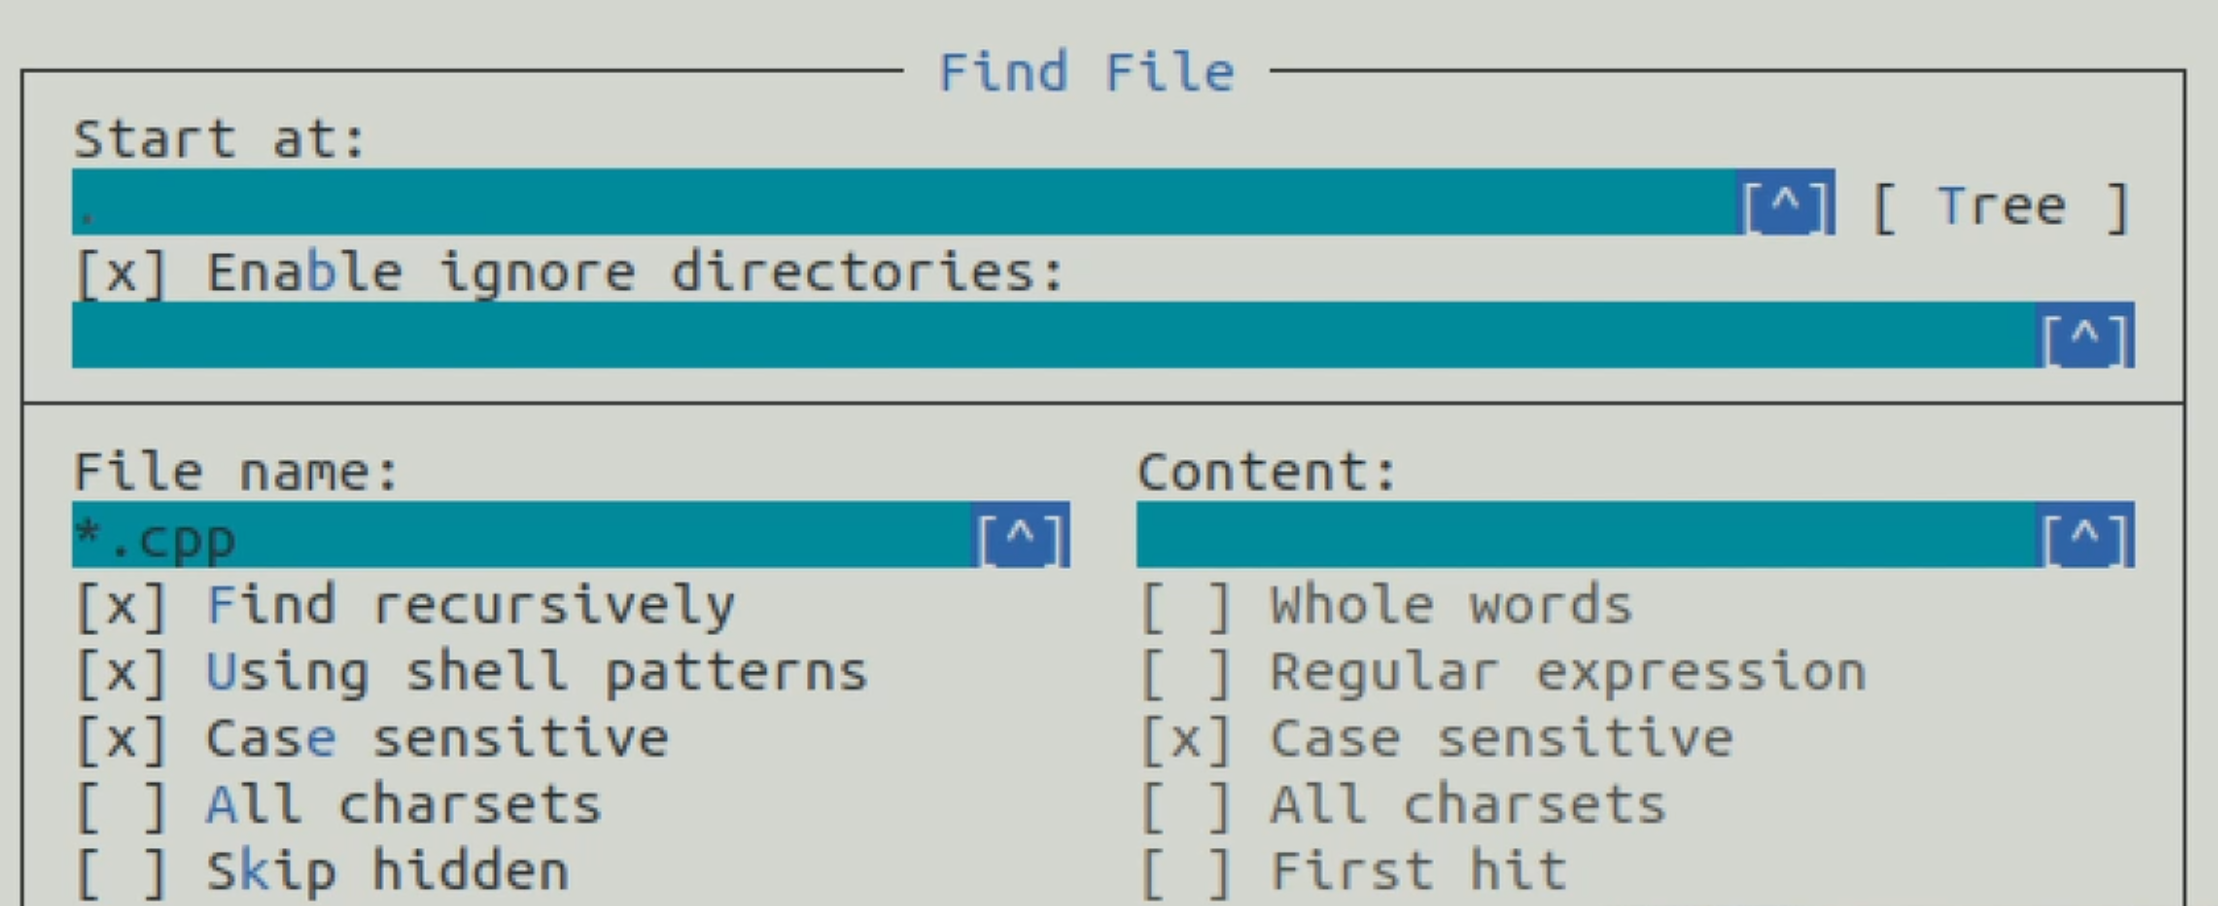 Find File
Start at:
. [^] [ Tree ]
[x] Enable ignore directories:
[^]
File name: Content:
*.cpp [^] [^]
[x] Find recursively [ ] Whole words
[x] Using shell patterns [ ] Regular expression
[x] Case sensitive [x] Case sensitive
[ ] All charsets [ ] All charsets
[ ] Skip hidden [ ] First hit